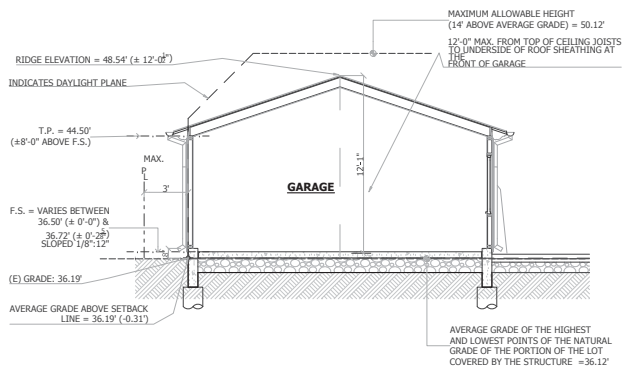 MAXIMUM ALLOWABLE HEIGHT
(14' ABOVE AVERAGE GRADE) = 50.12'
12'-0" MAX. FROM TOP OF CEILING JOISTS
TO UNDERSIDE OF ROOF SHEATHING AT
THE
FRONT OF GARAGE
RIDGE ELEVATION = 48.54' (± 12'-0½")
INDICATES DAYLIGHT PLANE
T.P. = 44.50'
(±8'-0" ABOVE F.S.)
MAX.
P
L
3'
12'-1"
GARAGE
F.S. = VARIES BETWEEN
36.50' (± 0'-0") &
36.72' (± 0'-2⅝")
SLOPED 1/8":12"
(E) GRADE: 36.19'
AVERAGE GRADE ABOVE SETBACK
LINE = 36.19' (-0.31')
AVERAGE GRADE OF THE HIGHEST
AND LOWEST POINTS OF THE NATURAL
GRADE OF THE PORTION OF THE LOT
COVERED BY THE STRUCTURE =36.12'